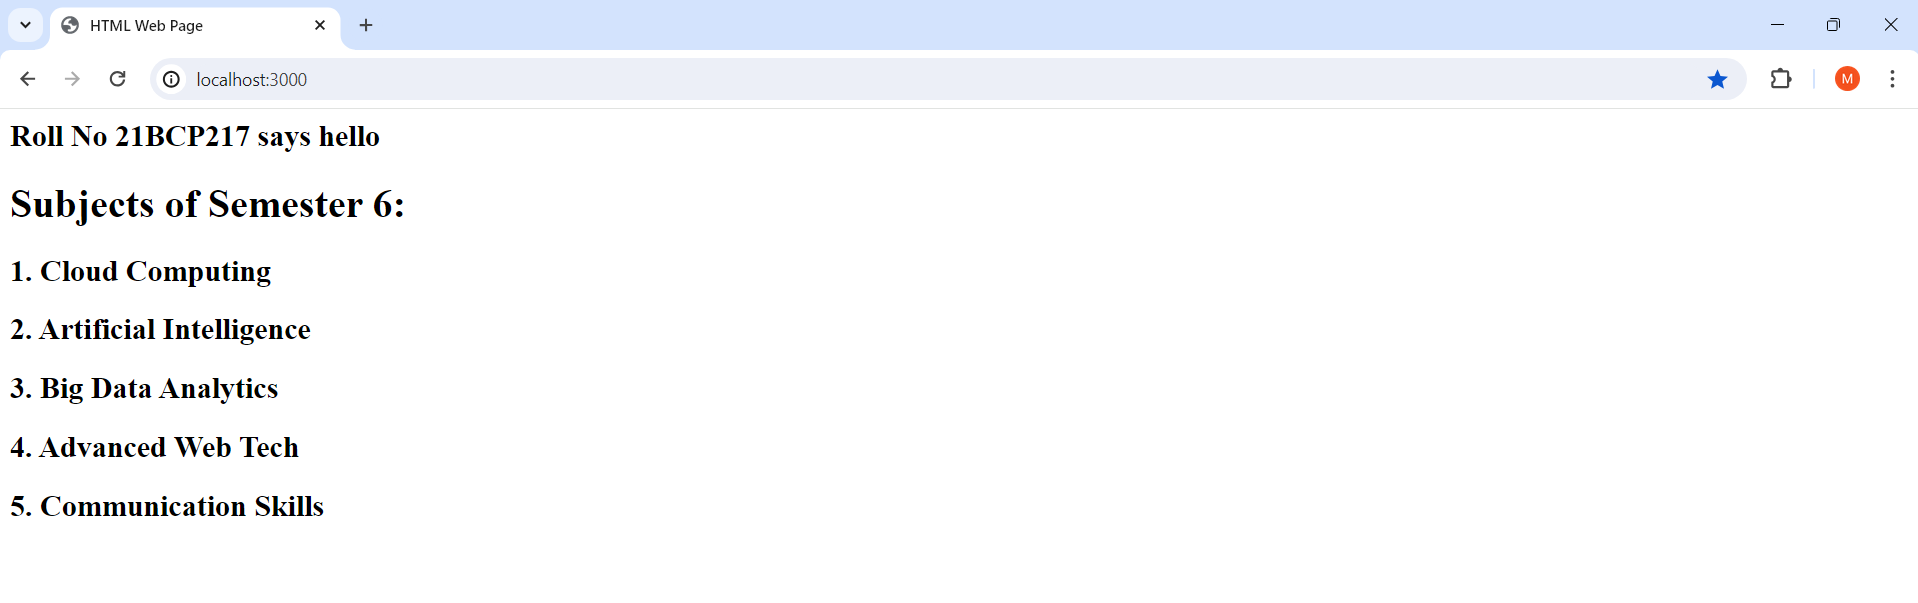 HTML Web Page
localhost:3000
M
Roll No 21BCP217 says hello
Subjects of Semester 6:
1. Cloud Computing
2. Artificial Intelligence
3. Big Data Analytics
4. Advanced Web Tech
5. Communication Skills